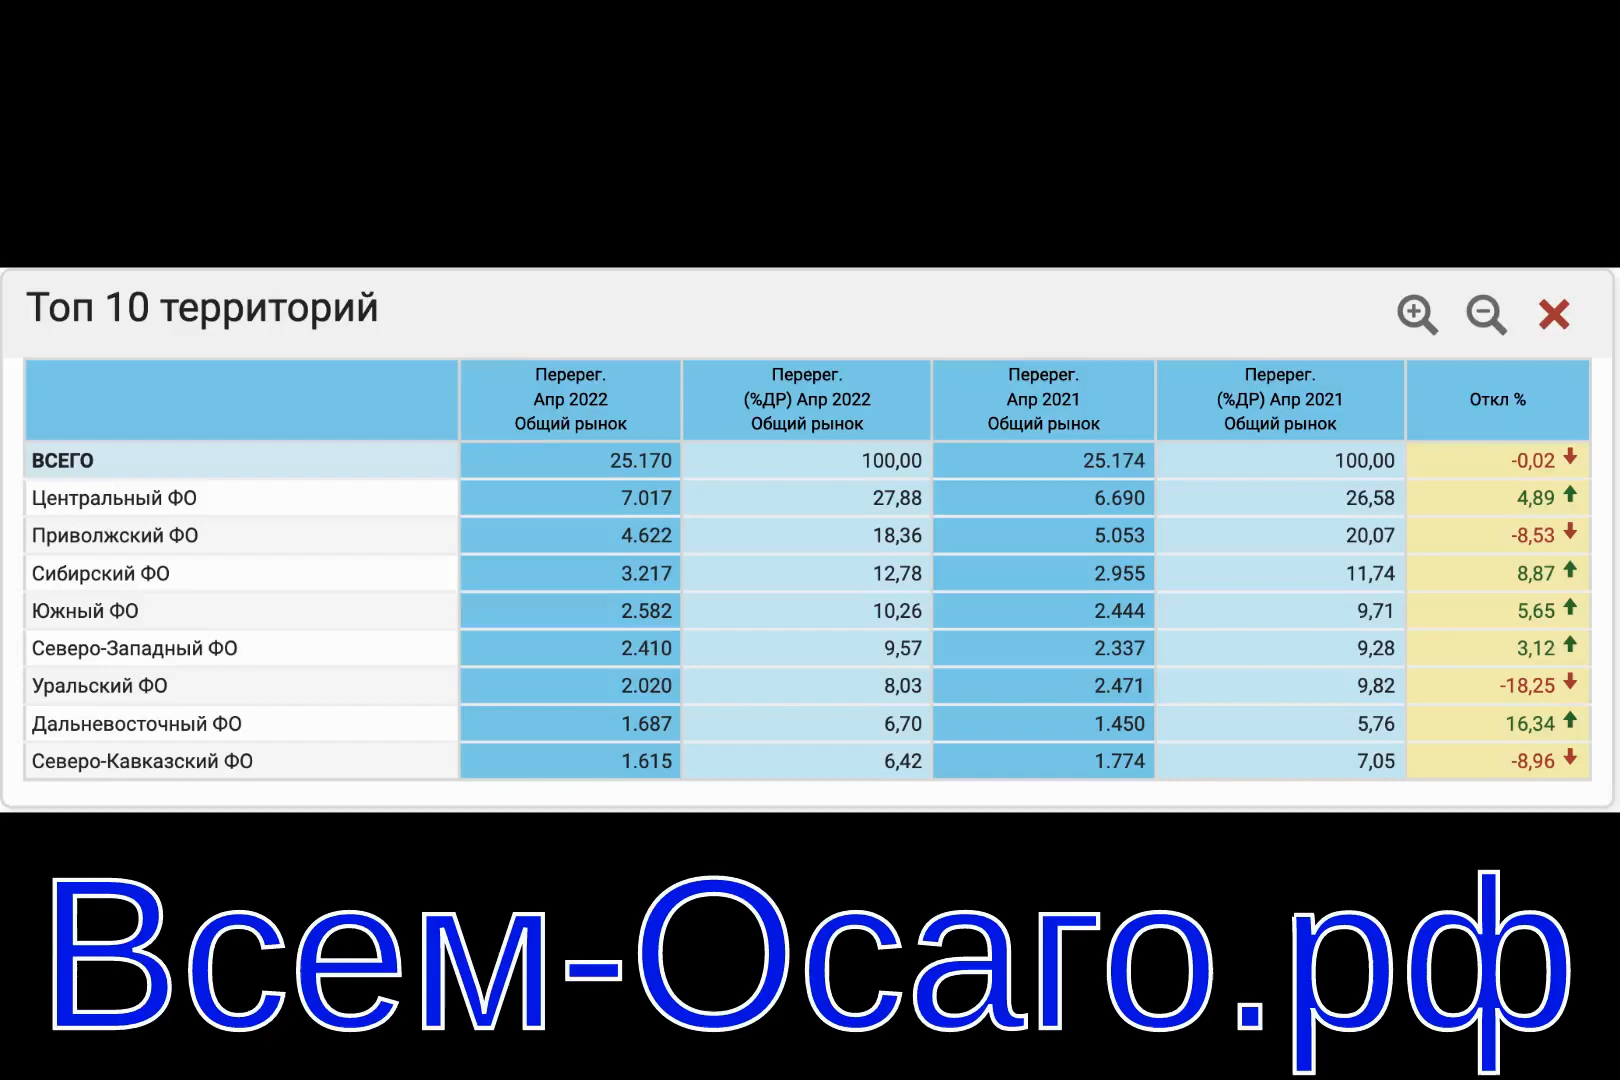 Топ 10 территорий
Перерег. Перерег. Перерег. Перерег.
Апр 2022 (%ДР) Апр 2022 Апр 2021 (%ДР) Апр 2021 Откл %
Общий рынок Общий рынок Общий рынок Общий рынок
ВСЕГО 25.170 100,00 25.174 100,00 -0,02
Центральный ФО 7.017 27,88 6.690 26,58 4,89
Приволжский ФО 4.622 18,36 5.053 20,07 -8,53
Сибирский ФО 3.217 12,78 2.955 11,74 8,87
Южный ФО 2.582 10,26 2.444 9,71 5,65
Северо-Западный ФО 2.410 9,57 2.337 9,28 3,12
Уральский ФО 2.020 8,03 2.471 9,82 -18,25
Дальневосточный ФО 1.687 6,70 1.450 5,76 16,34
Северо-Кавказский ФО 1.615 6,42 1.774 7,05 -8,96
Всем-Осаго.рф